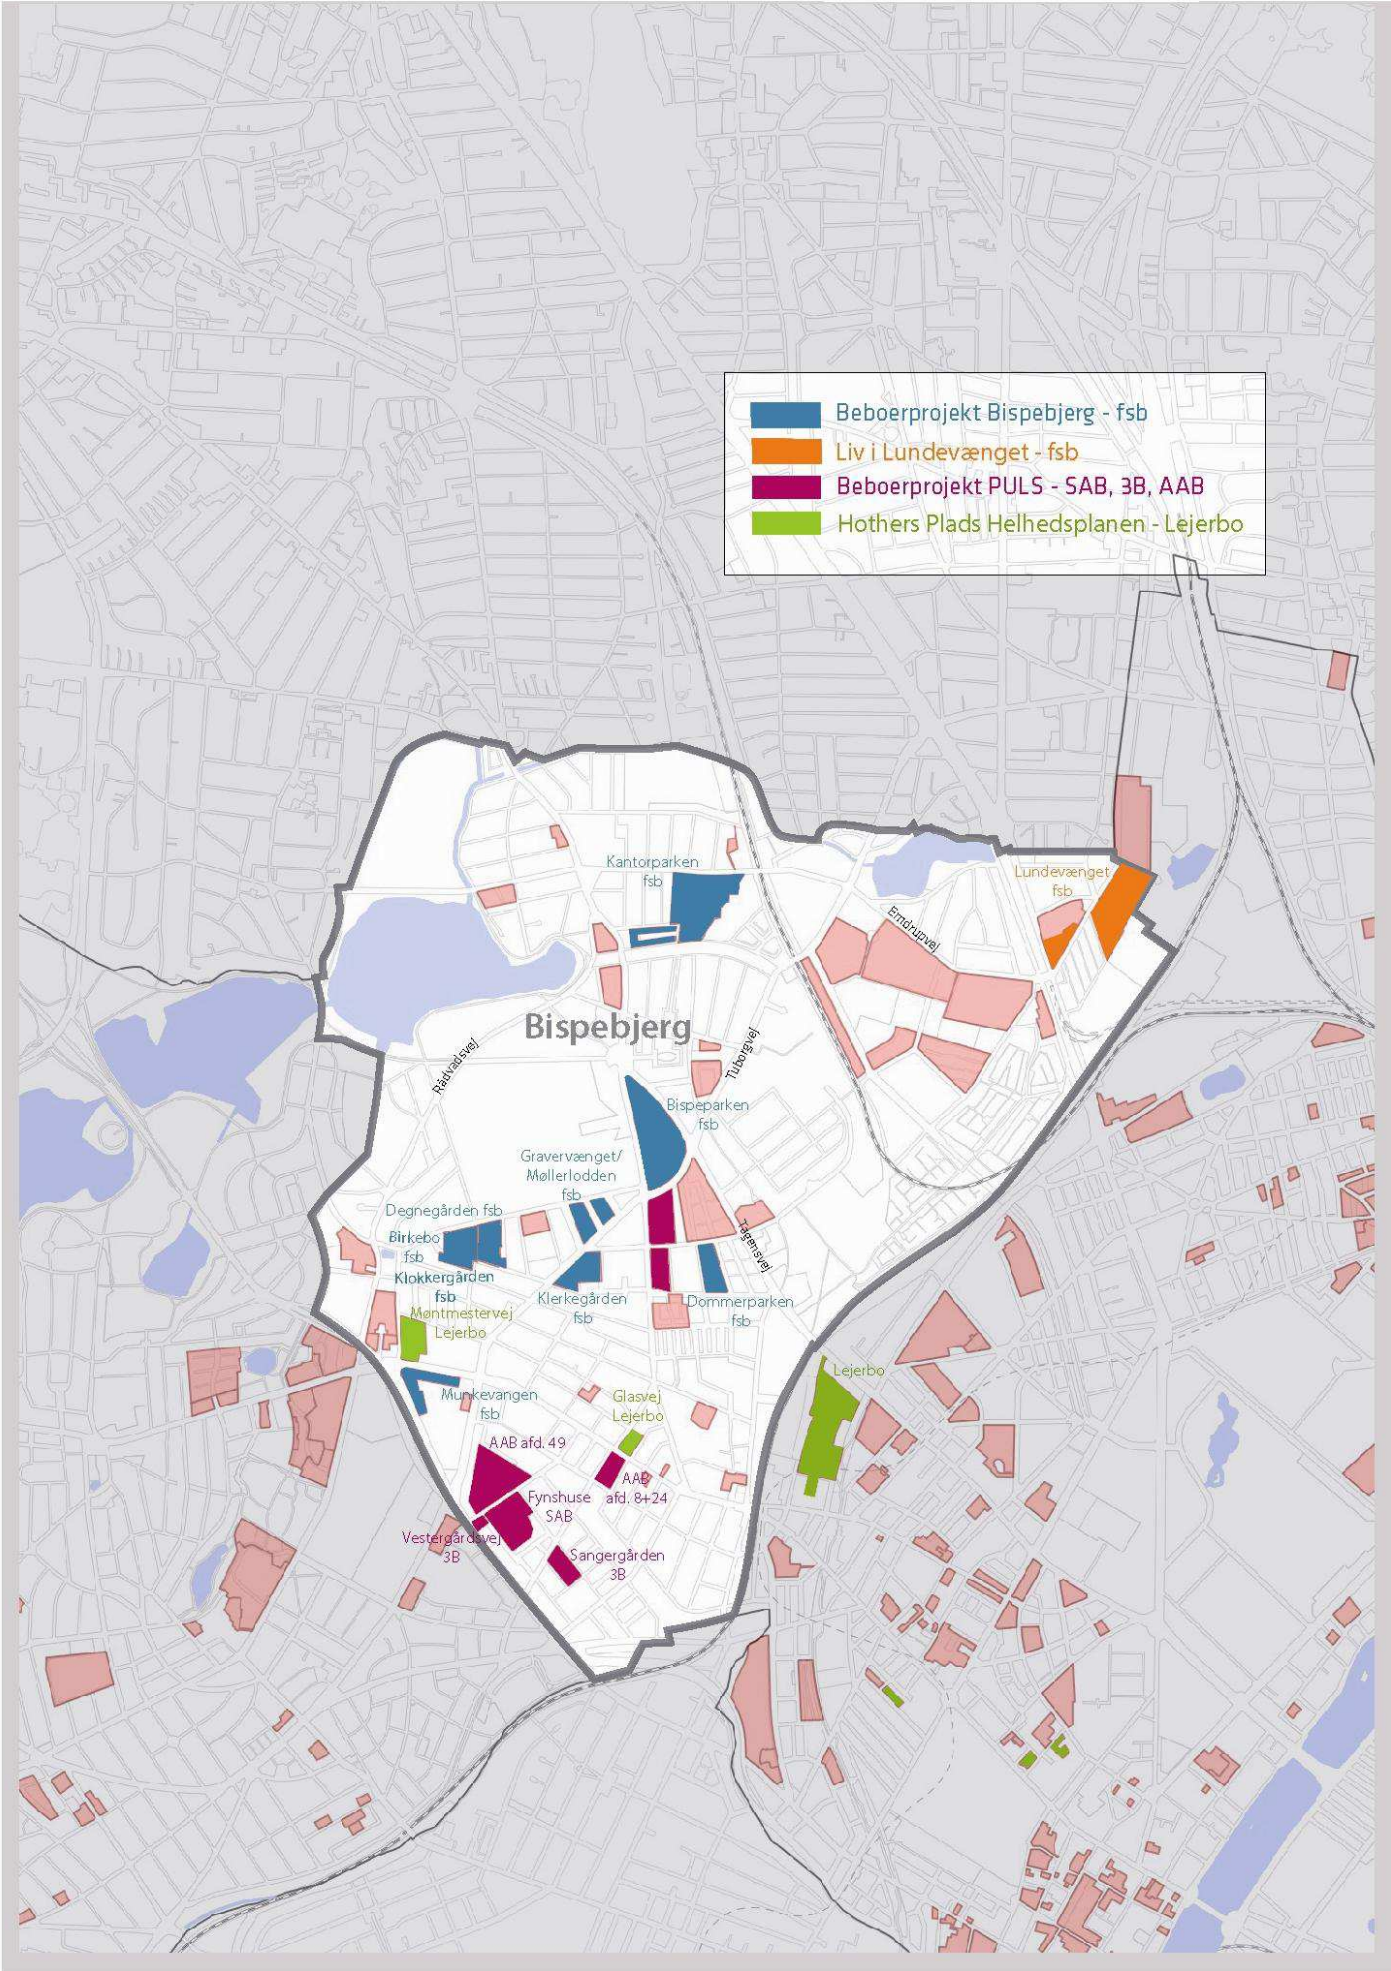 Beboerprojekt Bispebjerg - fsb
Liv i Lundevænget - fsb
Beboerprojekt PULS - SAB, 3B, AAB
Hothers Plads Helhedsplanen - Lejerbo
Kantorparken
fsb
Lundevænget
fsb
Emdrupvej
Bispebjerg
Rådvadsvej
Tuborgvej
Bispeparken
fsb
Gravervænget/
Møllerlodden
fsb
Degnegården fsb
Birkebo
fsb
Tagensvej
Klokkergården
fsb
Klerkegården
fsb
Dommerparken
fsb
Møntmestervej
Lejerbo
Lejerbo
Munkevangen
fsb
Glasvej
Lejerbo
AAB afd. 49
AAB
afd. 8+24
Fynshuse
SAB
Vestergårdsvej
3B
Sangergården
3B